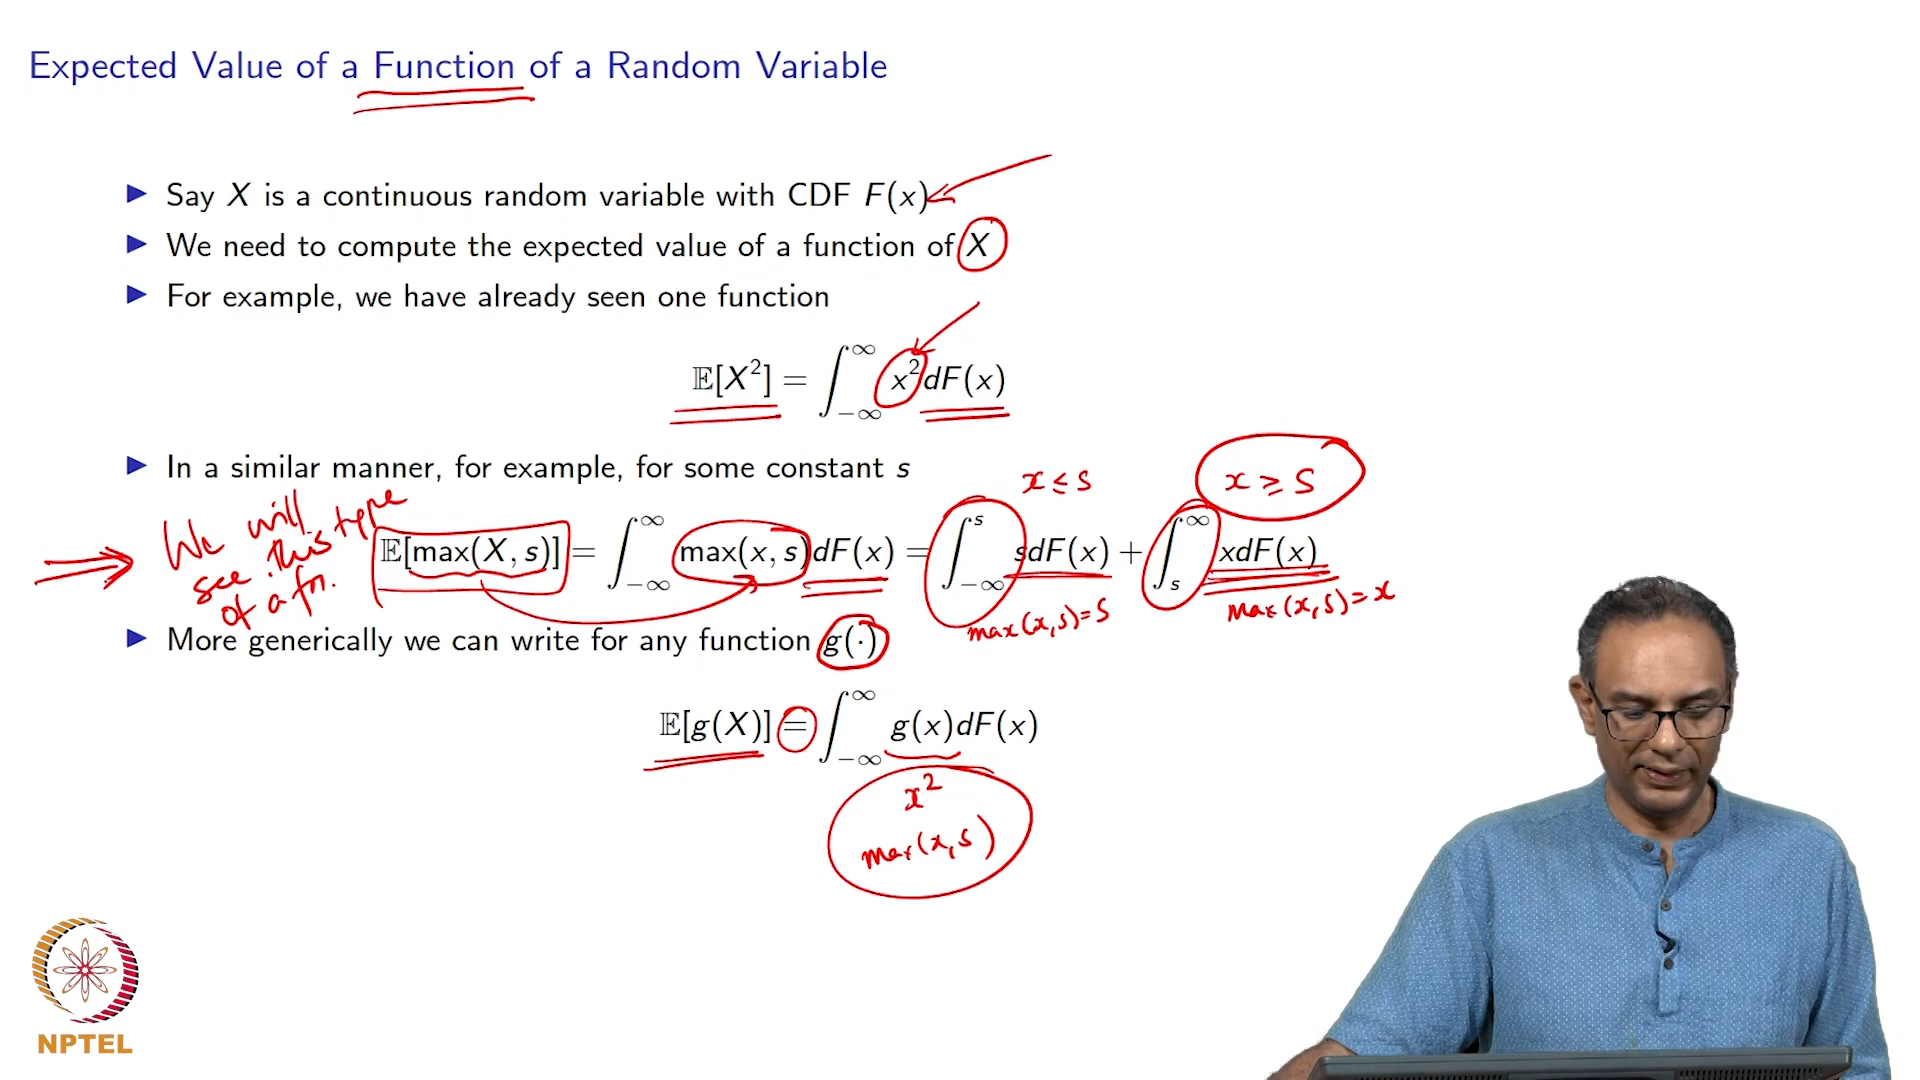 Expected Value of a Function of a Random Variable
Say X is a continuous random variable with CDF F(x)
We need to compute the expected value of a function of X
For example, we have already seen one function
𝔼[X²] = ∫_{−∞}^{∞} x² dF(x)
In a similar manner, for example, for some constant s
x ≤ s
x ≥ s
We will see this type of a fn.
𝔼[max(X, s)] = ∫_{−∞}^{∞} max(x, s)dF(x) = ∫_{−∞}^{s} sdF(x) + ∫_{s}^{∞} xdF(x)
max(x,s)=s
max(x,s)=x
More generically we can write for any function g(·)
𝔼[g(X)] = ∫_{−∞}^{∞} g(x)dF(x)
x²
max(x,s)
NPTEL